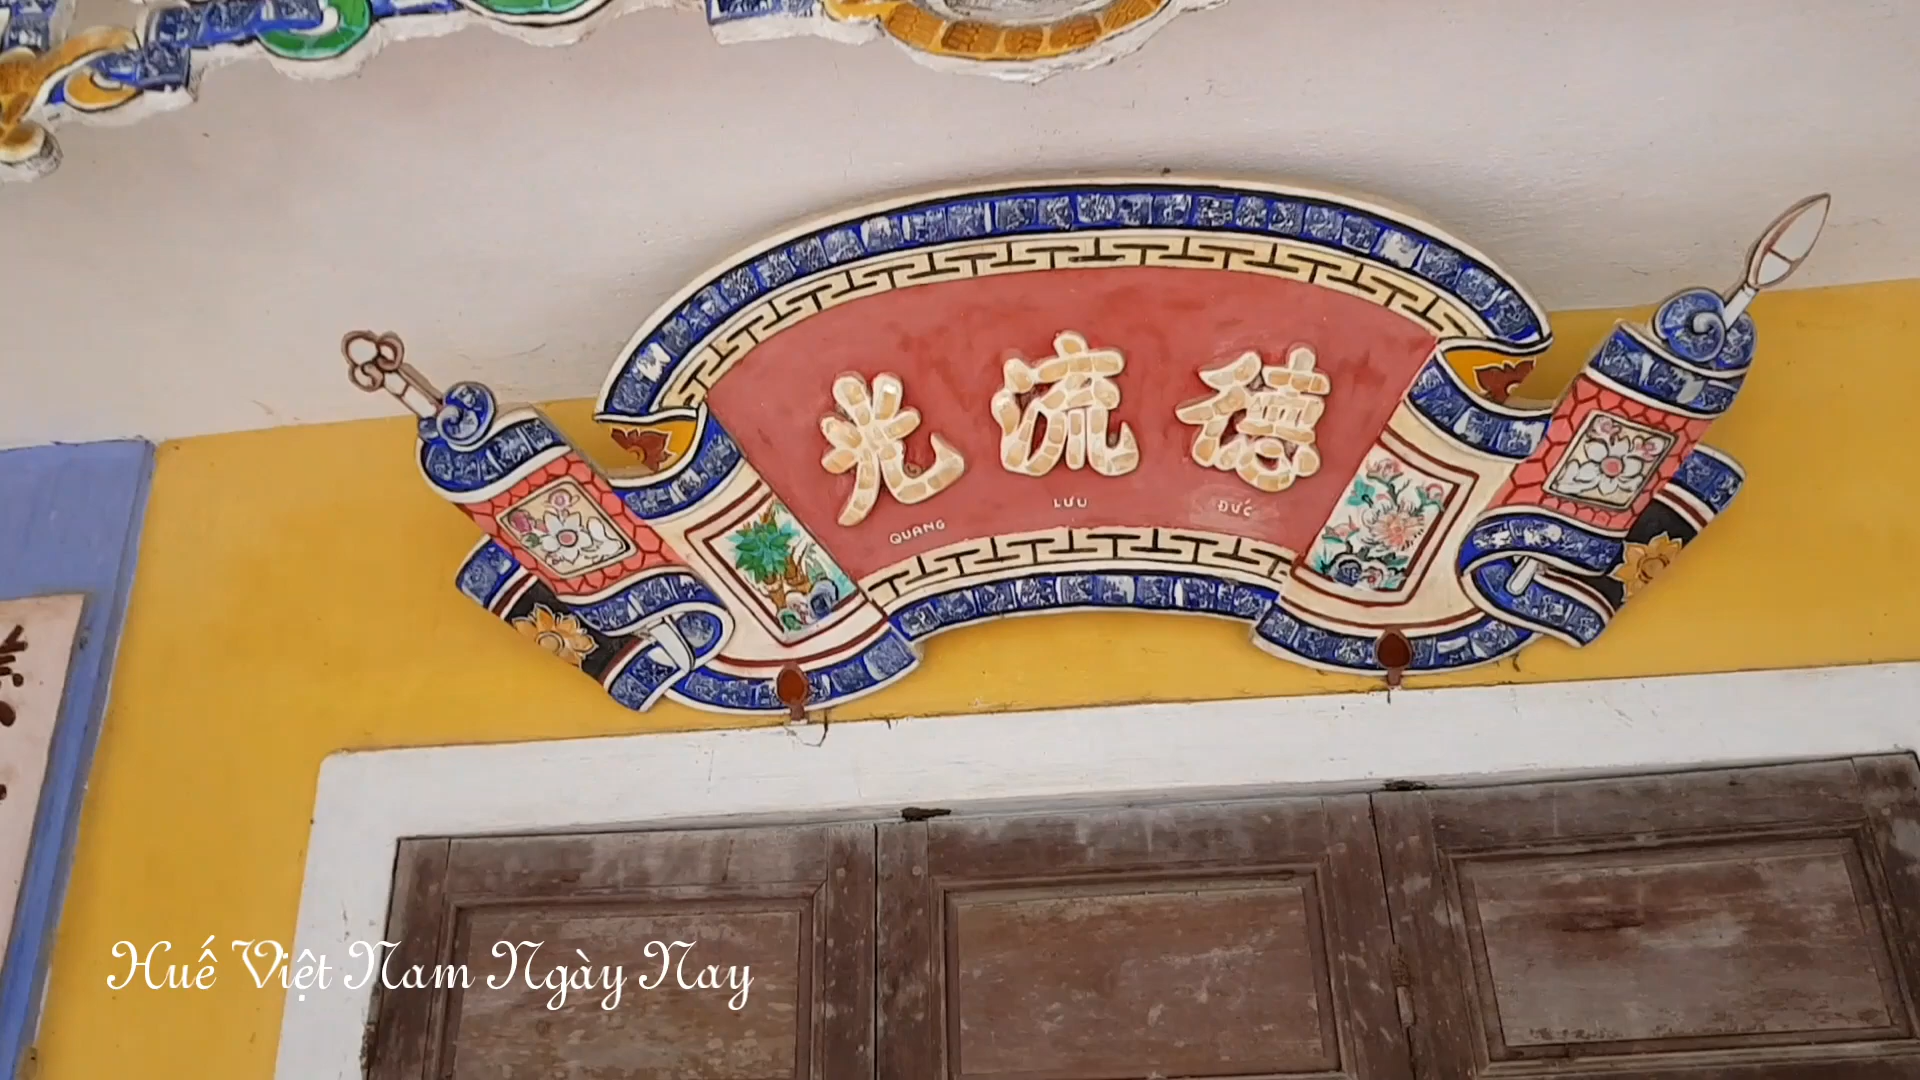 光流德
QUANG LƯU ĐỨC
Huế Việt Nam Ngày Nay